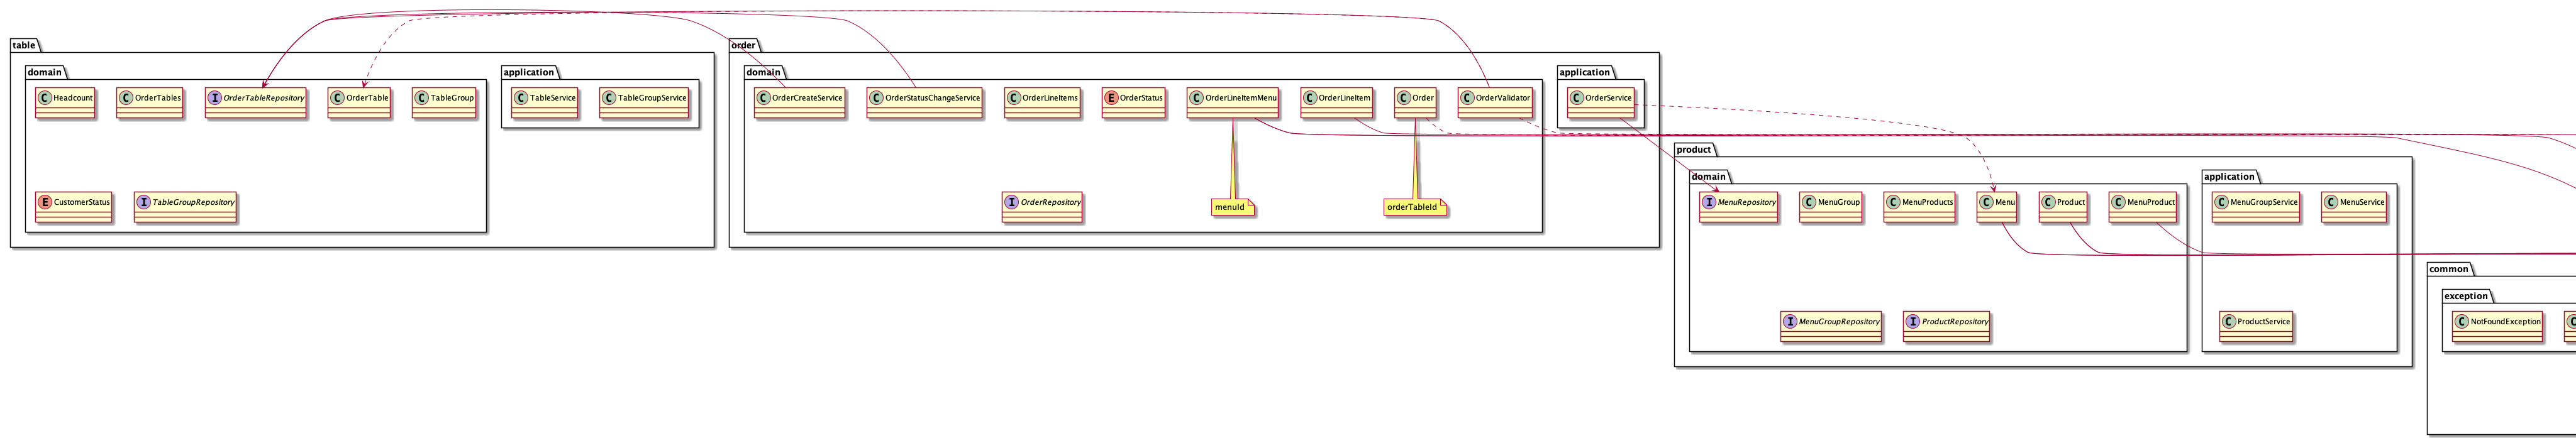 table
domain
C Headcount
C OrderTables
I OrderTableRepository
C OrderTable
C TableGroup
E CustomerStatus
I TableGroupRepository
application
C TableService
C TableGroupService
order
domain
C OrderCreateService
C OrderStatusChangeService
C OrderLineItems
E OrderStatus
C OrderLineItemMenu
C OrderLineItem
C Order
C OrderValidator
I OrderRepository
menuId
orderTableId
application
C OrderService
product
domain
I MenuRepository
C MenuGroup
C MenuProducts
C Menu
C Product
C MenuProduct
I MenuGroupRepository
I ProductRepository
application
C MenuGroupService
C MenuService
C ProductService
common
exception
C NotFoundException
C